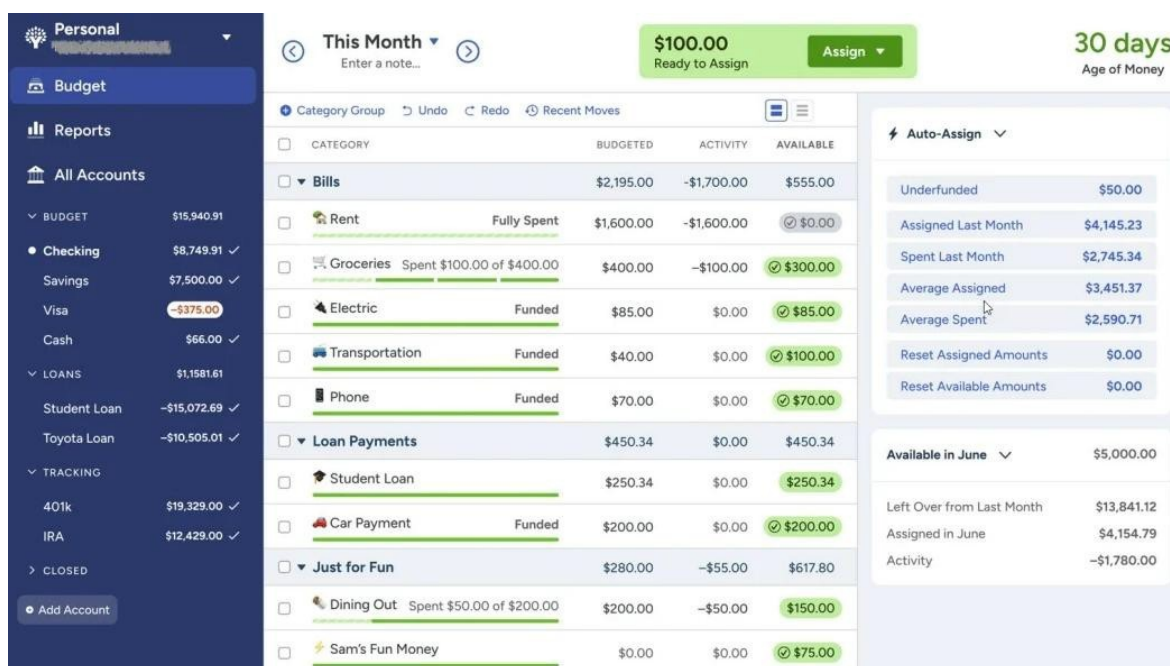 Personal
Budget
Reports
All Accounts
BUDGET $15,940.91
Checking $8,749.91
Savings $7,500.00
Visa -$375.00
Cash $66.00
LOANS $1,1581.61
Student Loan -$15,072.69
Toyota Loan -$10,505.01
TRACKING
401k $19,329.00
IRA $12,429.00
CLOSED
Add Account
This Month
Enter a note...
$100.00
Ready to Assign
Assign
30 days
Age of Money
Category Group Undo Redo Recent Moves
CATEGORY BUDGETED ACTIVITY AVAILABLE
Bills $2,195.00 -$1,700.00 $555.00
Rent Fully Spent $1,600.00 -$1,600.00 $0.00
Groceries Spent $100.00 of $400.00 $400.00 -$100.00 $300.00
Electric Funded $85.00 $0.00 $85.00
Transportation Funded $40.00 $0.00 $100.00
Phone Funded $70.00 $0.00 $70.00
Loan Payments $450.34 $0.00 $450.34
Student Loan $250.34 $0.00 $250.34
Car Payment Funded $200.00 $0.00 $200.00
Just for Fun $280.00 -$55.00 $617.80
Dining Out Spent $50.00 of $200.00 $200.00 -$50.00 $150.00
Sam's Fun Money $0.00 $0.00 $75.00
Auto-Assign
Underfunded $50.00
Assigned Last Month $4,145.23
Spent Last Month $2,745.34
Average Assigned $3,451.37
Average Spent $2,590.71
Reset Assigned Amounts $0.00
Reset Available Amounts $0.00
Available in June $5,000.00
Left Over from Last Month $13,841.12
Assigned in June $4,154.79
Activity -$1,780.00